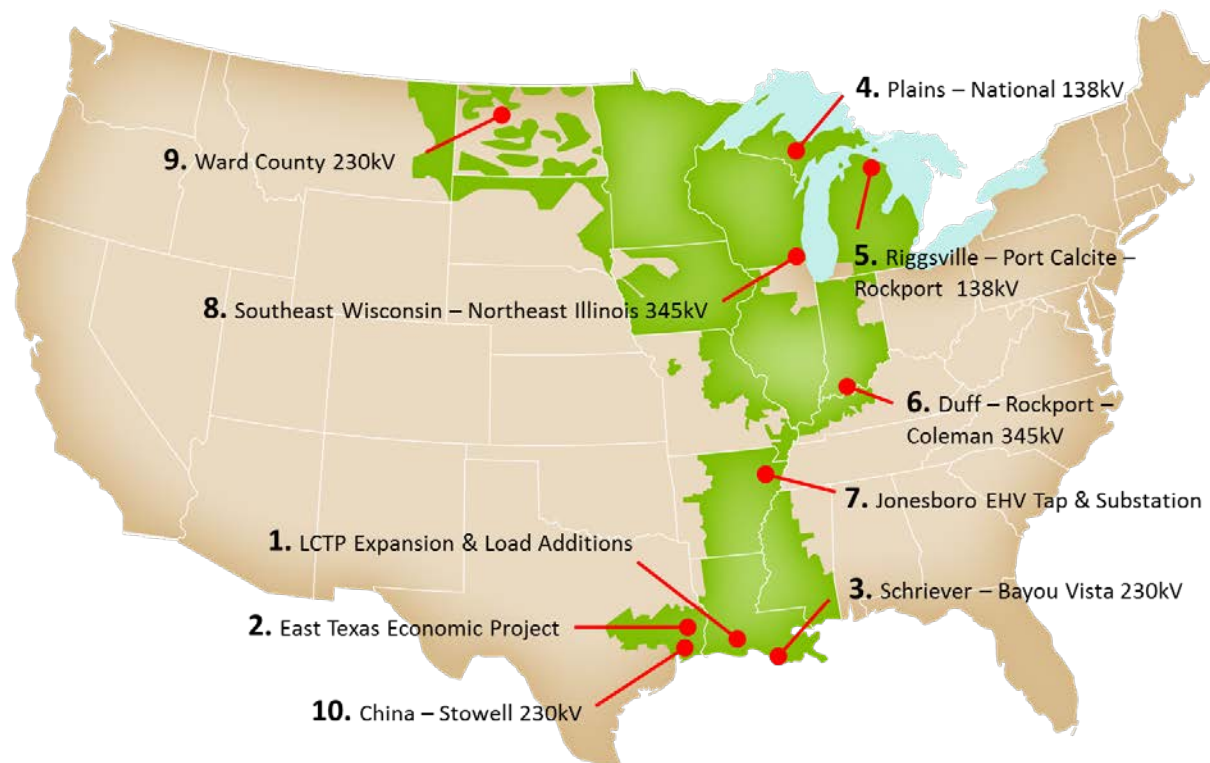 4. Plains – National 138kV
9. Ward County 230kV
5. Riggsville – Port Calcite –
Rockport 138kV
8. Southeast Wisconsin – Northeast Illinois 345kV
6. Duff – Rockport –
Coleman 345kV
7. Jonesboro EHV Tap & Substation
1. LCTP Expansion & Load Additions
3. Schriever – Bayou Vista 230kV
2. East Texas Economic Project
10. China – Stowell 230kV